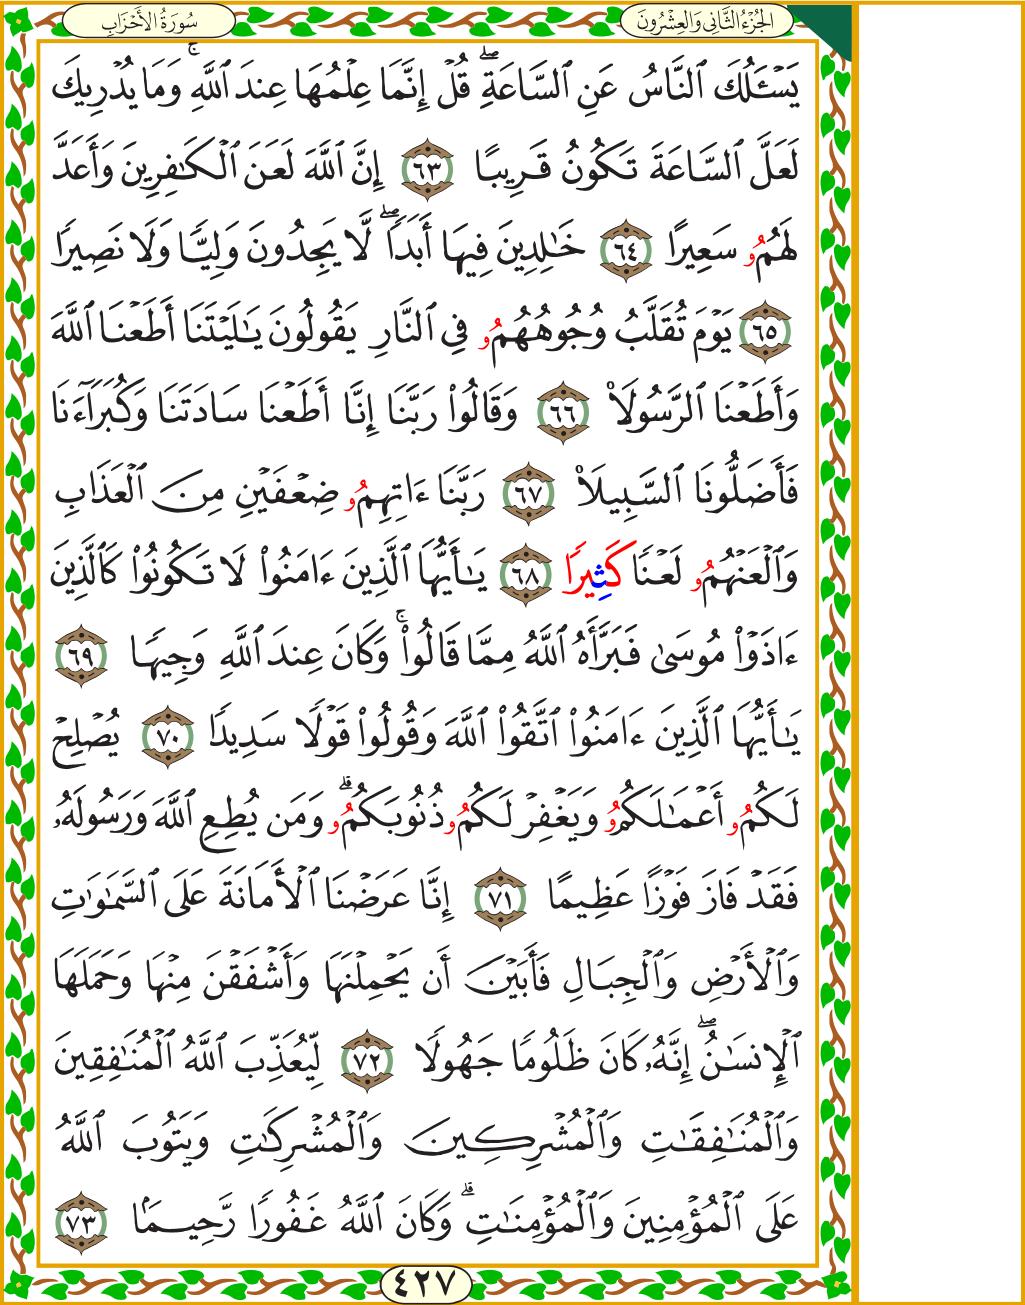 سُورَةُ الأَحْزَابِ
الجُزْءُ الثَّانِي وَالعِشْرُونَ
يَسْـَٔلُكَ ٱلنَّاسُ عَنِ ٱلسَّاعَةِۖ قُلْ إِنَّمَا عِلْمُهَا عِندَ ٱللَّهِۚ وَمَا يُدْرِيكَ
لَعَلَّ ٱلسَّاعَةَ تَكُونُ قَرِيبًا ٦٣ إِنَّ ٱللَّهَ لَعَنَ ٱلْكَٰفِرِينَ وَأَعَدَّ
لَهُمُو سَعِيرًا ٦٤ خَٰلِدِينَ فِيهَا أَبَدًاۖ لَّا يَجِدُونَ وَلِيًّا وَلَا نَصِيرًا
٦٥ يَوْمَ تُقَلَّبُ وُجُوهُهُمُو فِي ٱلنَّارِ يَقُولُونَ يَٰلَيْتَنَا أَطَعْنَا ٱللَّهَ
وَأَطَعْنَا ٱلرَّسُولَا۠ ٦٦ وَقَالُوا۟ رَبَّنَا إِنَّا أَطَعْنَا سَادَتَنَا وَكُبَرَآءَنَا
فَأَضَلُّونَا ٱلسَّبِيلَا۠ ٦٧ رَبَّنَا ءَاتِهِمُو ضِعْفَيْنِ مِنَ ٱلْعَذَابِ
وَٱلْعَنْهُمُو لَعْنًا كَثِيرًا ٦٨ يَٰأَيُّهَا ٱلَّذِينَ ءَامَنُوا۟ لَا تَكُونُوا۟ كَٱلَّذِينَ
ءَاذَوْا۟ مُوسَىٰ فَبَرَّأَهُ ٱللَّهُ مِمَّا قَالُوا۟ۚ وَكَانَ عِندَ ٱللَّهِ وَجِيهًا ٦٩
يَٰأَيُّهَا ٱلَّذِينَ ءَامَنُوا۟ ٱتَّقُوا۟ ٱللَّهَ وَقُولُوا۟ قَوْلًا سَدِيدًا ٧٠ يُصْلِحْ
لَكُمُو أَعْمَٰلَكُمُو وَيَغْفِرْ لَكُمُو ذُنُوبَكُمُوۗ وَمَن يُطِعِ ٱللَّهَ وَرَسُولَهُۥ
فَقَدْ فَازَ فَوْزًا عَظِيمًا ٧١ إِنَّا عَرَضْنَا ٱلْأَمَانَةَ عَلَى ٱلسَّمَٰوَٰتِ
وَٱلْأَرْضِ وَٱلْجِبَالِ فَأَبَيْنَ أَن يَحْمِلْنَهَا وَأَشْفَقْنَ مِنْهَا وَحَمَلَهَا
ٱلْإِنسَٰنُۖ إِنَّهُۥ كَانَ ظَلُومًا جَهُولًا ٧٢ لِّيُعَذِّبَ ٱللَّهُ ٱلْمُنَٰفِقِينَ
وَٱلْمُنَٰفِقَٰتِ وَٱلْمُشْرِكِينَ وَٱلْمُشْرِكَٰتِ وَيَتُوبَ ٱللَّهُ
عَلَى ٱلْمُؤْمِنِينَ وَٱلْمُؤْمِنَٰتِۗ وَكَانَ ٱللَّهُ غَفُورًا رَّحِيمًا ٧٣
٤٢٧